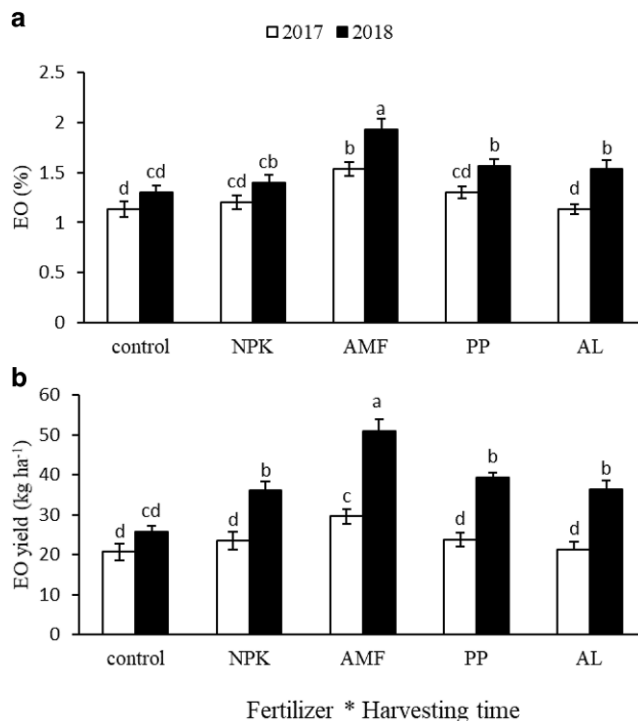 a
2017 2018
2.5
2
1.5
1
0.5
0
EO (%)
d cd cd cb b a cd b d b
control NPK AMF PP AL
b
60
50
40
30
20
10
0
EO yield (kg ha⁻¹)
d cd d b c a d b d b
control NPK AMF PP AL
Fertilizer * Harvesting time